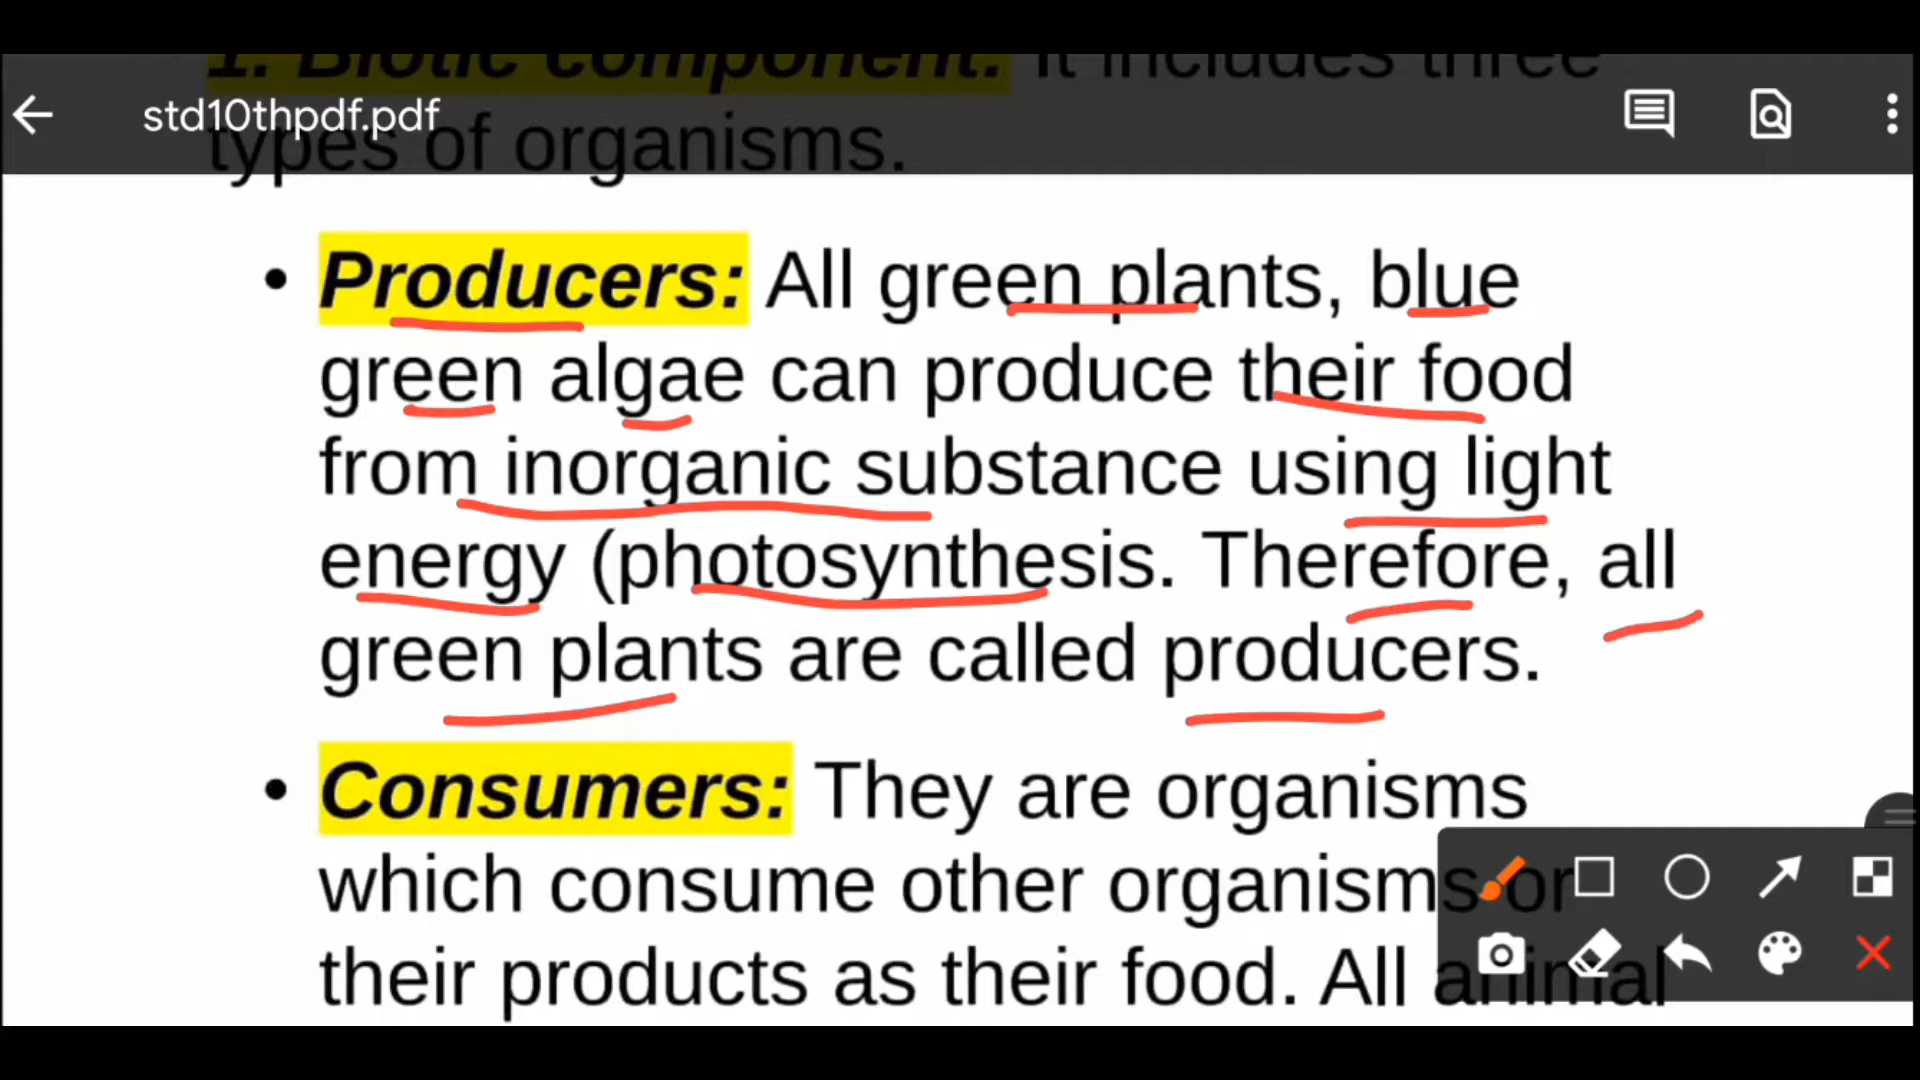 1. Biotic component: It includes three
std10thpdf.pdf
types of organisms.
• Producers: All green plants, blue
green algae can produce their food
from inorganic substance using light
energy (photosynthesis. Therefore, all
green plants are called producers.
• Consumers: They are organisms
which consume other organisms or
their products as their food. All animal